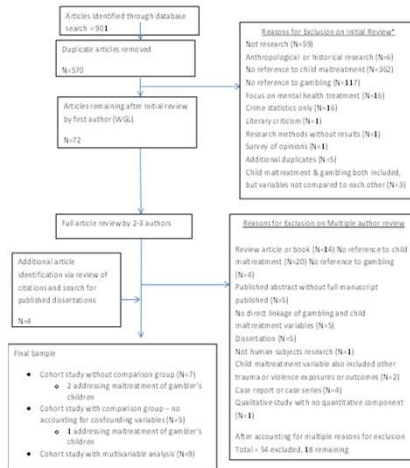 Articles identified through database
search = 901
Duplicate articles removed
N=570
Articles remaining after initial review
by first author (WGL)
N=72
Reasons for Exclusion on Initial Review*
Not research (N=59)
Anthropological or historical research (N=6)
No reference to child maltreatment (N=362)
No reference to gambling (N=117)
Focus on mental health treatment (N=16)
Crime statistics only (N=16)
Literary criticism (N=1)
Research methods without results (N=1)
Survey of opinions (N=1)
Additional duplicates (N=5)
Child maltreatment & gambling both included,
but variables not compared to each other (N=3)
Full article review by 2-3 authors
Additional article
identification via review of
citations and search for
published dissertations
N=4
Reasons for Exclusion on Multiple author review
Review article or book (N=14) No reference to child
maltreatment (N=20) No reference to gambling
(N=4)
Published abstract without full manuscript
published (N=5)
No direct linkage of gambling and child
maltreatment variables (N=5)
Dissertation (N=5)
Not human subjects research (N=1)
Child maltreatment variable also included other
trauma or violence exposures or outcomes (N=2)
Case report or case series (N=4)
Qualitative study with no quantitative component
(N=1)
After accounting for multiple reasons for exclusion
Total = 54 excluded, 18 remaining
Final Sample
Cohort study without comparison group (N=7)
2 addressing maltreatment of gambler's
children
Cohort study with comparison group – no
accounting for confounding variables (N=5)
1 addressing maltreatment of gambler's
children
Cohort study with multivariable analysis (N=9)